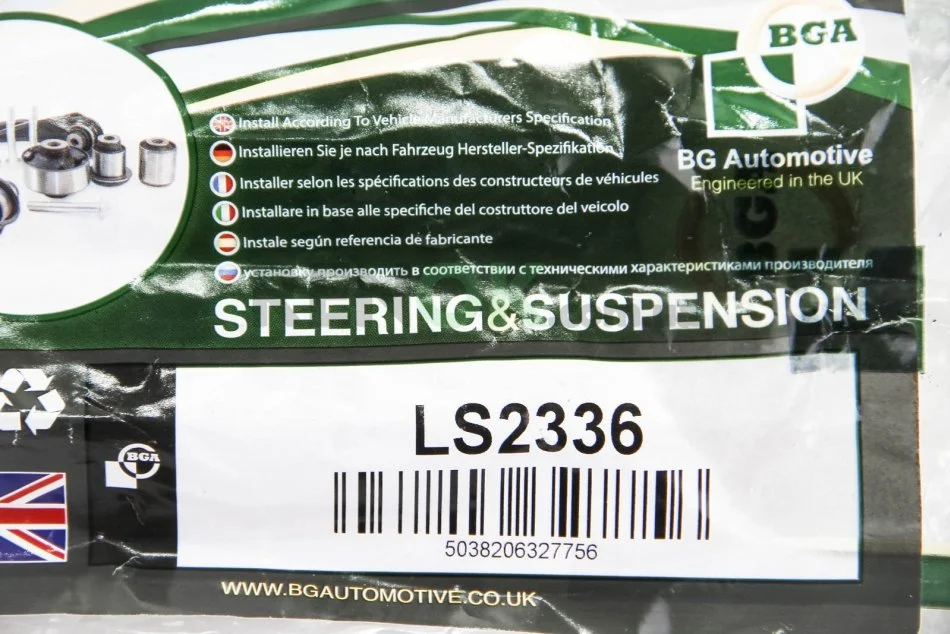 BGA
Install According To Vehicle Manufacturers Specification
Installieren Sie je nach Fahrzeug Hersteller-Spezifikation
Installer selon les spécifications des constructeurs de véhicules
Installare in base alle specifiche del costruttore del veicolo
Instale según referencia de fabricante
установку производить в соответствии с техническими характеристиками производителя
BG Automotive
Engineered in the UK
STEERING&SUSPENSION
BGA
LS2336
5038206327756
WWW.BGAUTOMOTIVE.CO.UK